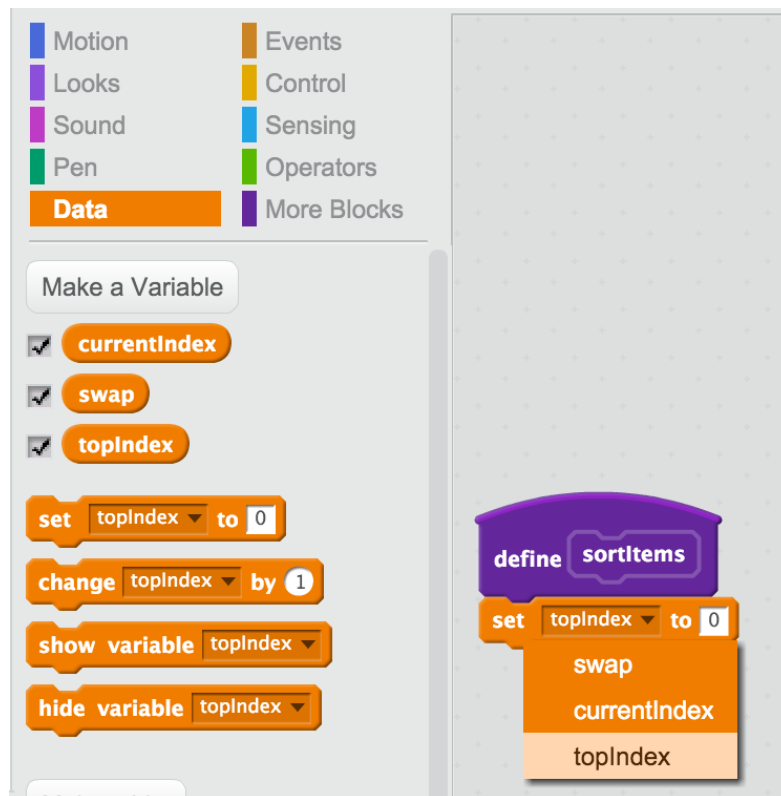 Motion
Events
Looks
Control
Sound
Sensing
Pen
Operators
Data
More Blocks
Make a Variable
currentIndex
swap
topIndex
set topIndex to 0
change topIndex by 1
show variable topIndex
hide variable topIndex
define sortItems
set topIndex to 0
swap
currentIndex
topIndex